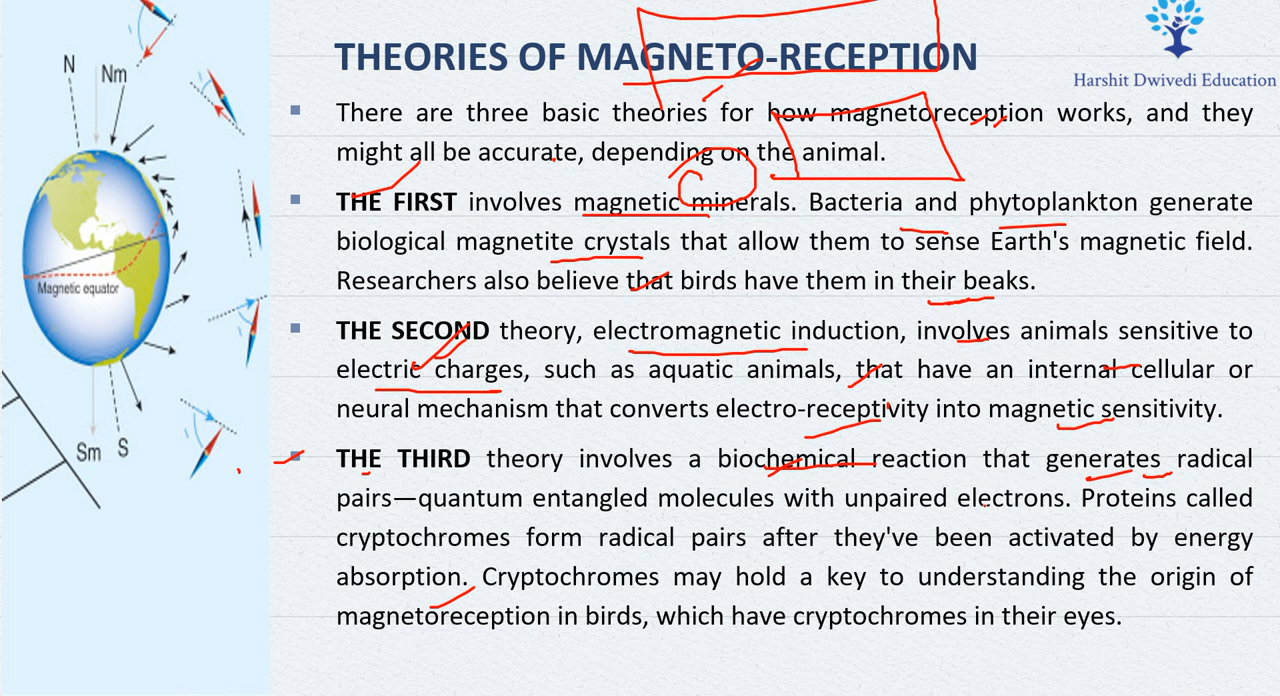 THEORIES OF MAGNETO-RECEPTION
Harshit Dwivedi Education
N
Nm
Magnetic equator
Sm
S
There are three basic theories for how magnetoreception works, and they
might all be accurate, depending on the animal.
THE FIRST involves magnetic minerals. Bacteria and phytoplankton generate
biological magnetite crystals that allow them to sense Earth's magnetic field.
Researchers also believe that birds have them in their beaks.
THE SECOND theory, electromagnetic induction, involves animals sensitive to
electric charges, such as aquatic animals, that have an internal cellular or
neural mechanism that converts electro-receptivity into magnetic sensitivity.
THE THIRD theory involves a biochemical reaction that generates radical
pairs—quantum entangled molecules with unpaired electrons. Proteins called
cryptochromes form radical pairs after they've been activated by energy
absorption. Cryptochromes may hold a key to understanding the origin of
magnetoreception in birds, which have cryptochromes in their eyes.